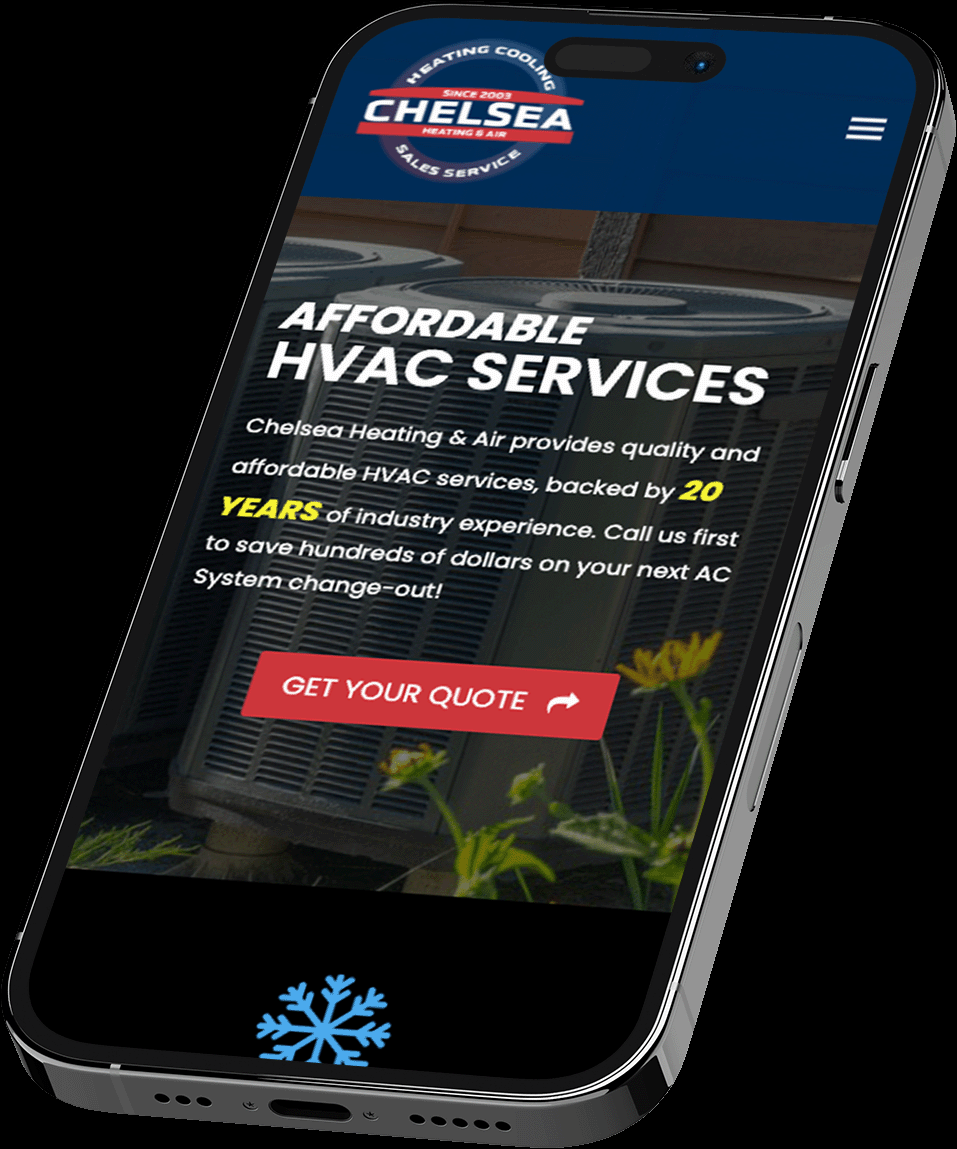 HEATING COOLING
SINCE 2003
CHELSEA
HEATING & AIR
SALES SERVICE
AFFORDABLE
HVAC SERVICES
Chelsea Heating & Air provides quality and
affordable HVAC services, backed by 20
YEARS of industry experience. Call us first
to save hundreds of dollars on your next AC
System change-out!
GET YOUR QUOTE